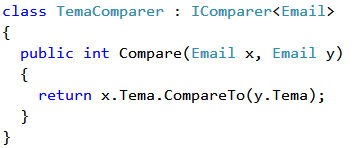 class TemaComparer : IComparer<Email>
{
  public int Compare(Email x, Email y)
  {
    return x.Tema.CompareTo(y.Tema);
  }
}